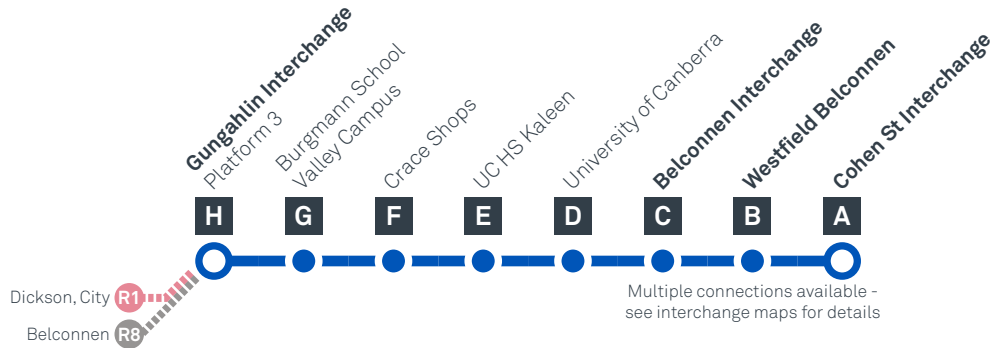 Gungahlin Interchange
Platform 3
Burgmann School
Valley Campus
Crace Shops
UC HS Kaleen
University of Canberra
Belconnen Interchange
Westfield Belconnen
Cohen St Interchange
H
G
F
E
D
C
B
A
Dickson, City R1
Belconnen R8
Multiple connections available -
see interchange maps for details